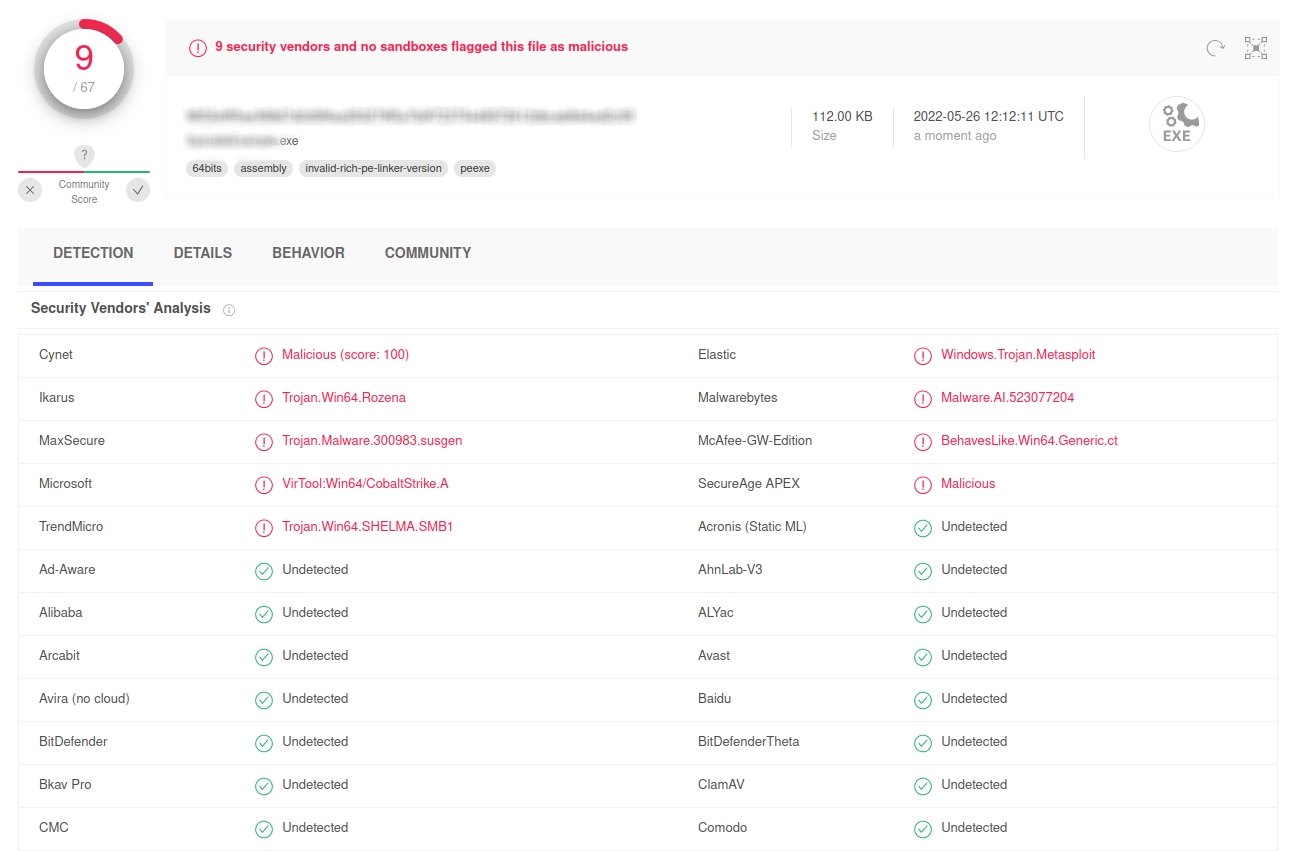 9
/ 67
?
Community
Score
9 security vendors and no sandboxes flagged this file as malicious
.exe
64bits assembly invalid-rich-pe-linker-version peexe
112.00 KB
Size
2022-05-26 12:12:11 UTC
a moment ago
EXE
DETECTION DETAILS BEHAVIOR COMMUNITY
Security Vendors' Analysis
Cynet Malicious (score: 100) Elastic Windows.Trojan.Metasploit
Ikarus Trojan.Win64.Rozena Malwarebytes Malware.AI.523077204
MaxSecure Trojan.Malware.300983.susgen McAfee-GW-Edition BehavesLike.Win64.Generic.ct
Microsoft VirTool:Win64/CobaltStrike.A SecureAge APEX Malicious
TrendMicro Trojan.Win64.SHELMA.SMB1 Acronis (Static ML) Undetected
Ad-Aware Undetected AhnLab-V3 Undetected
Alibaba Undetected ALYac Undetected
Arcabit Undetected Avast Undetected
Avira (no cloud) Undetected Baidu Undetected
BitDefender Undetected BitDefenderTheta Undetected
Bkav Pro Undetected ClamAV Undetected
CMC Undetected Comodo Undetected